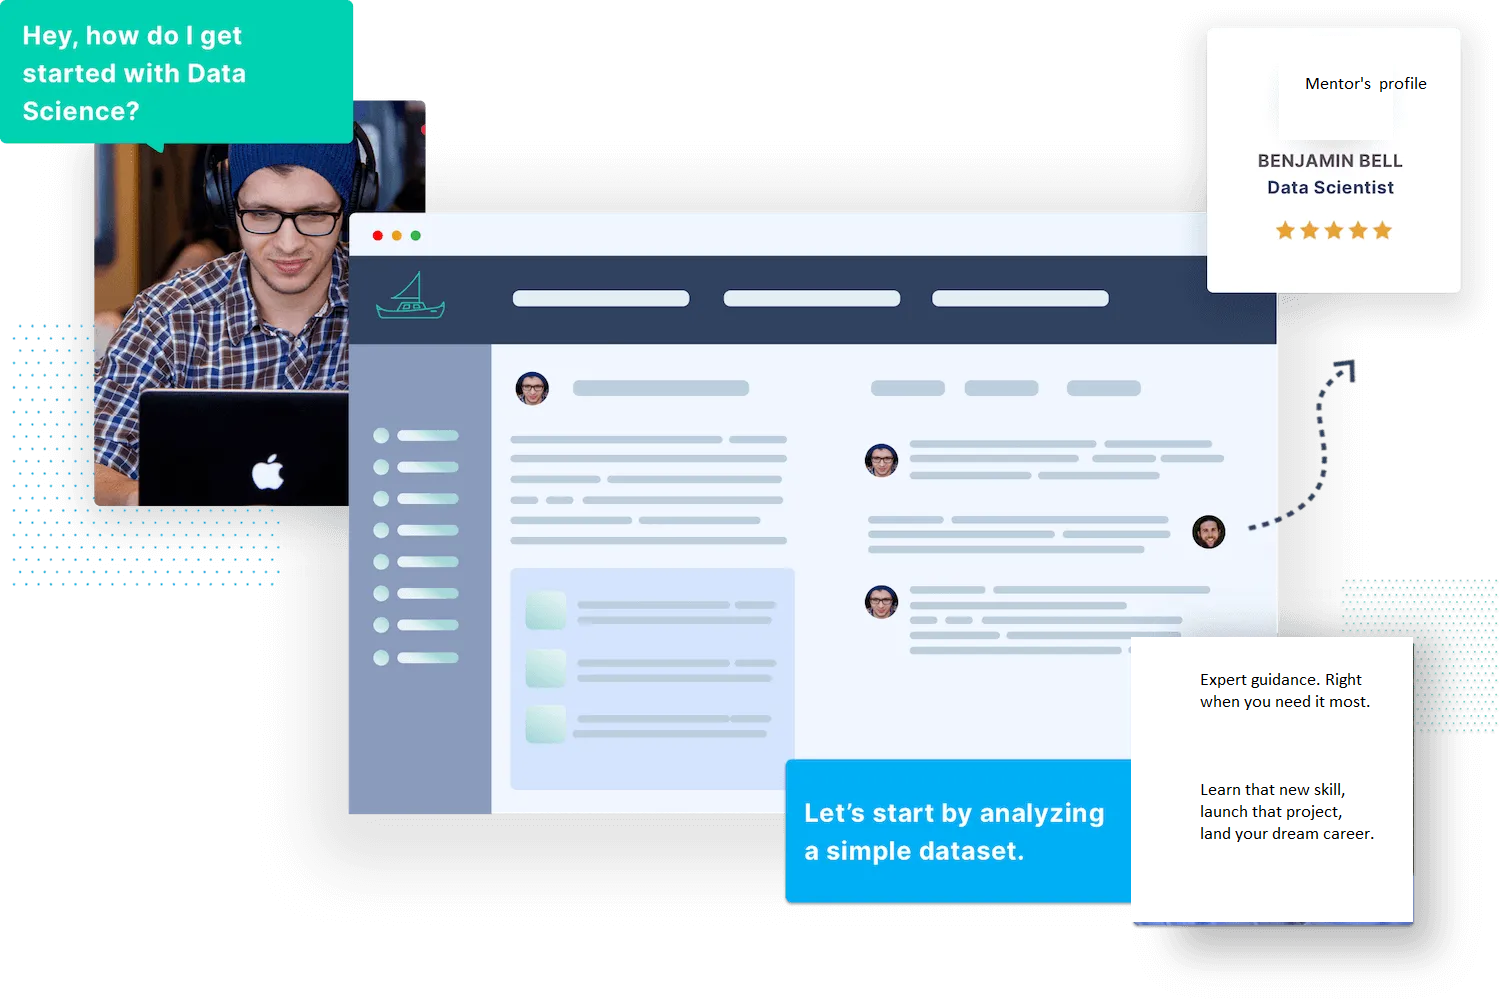 Hey, how do I get
started with Data
Science?
Mentor's profile
BENJAMIN BELL
Data Scientist
Expert guidance. Right
when you need it most.
Learn that new skill,
launch that project,
land your dream career.
Let’s start by analyzing
a simple dataset.